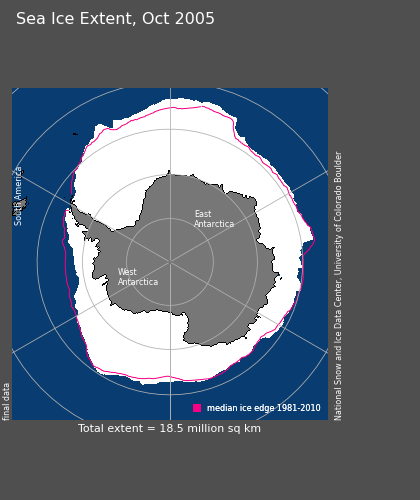 Sea Ice Extent, Oct 2005
South America
East
Antarctica
West
Antarctica
National Snow and Ice Data Center, University of Colorado Boulder
final data
median ice edge 1981-2010
Total extent = 18.5 million sq km